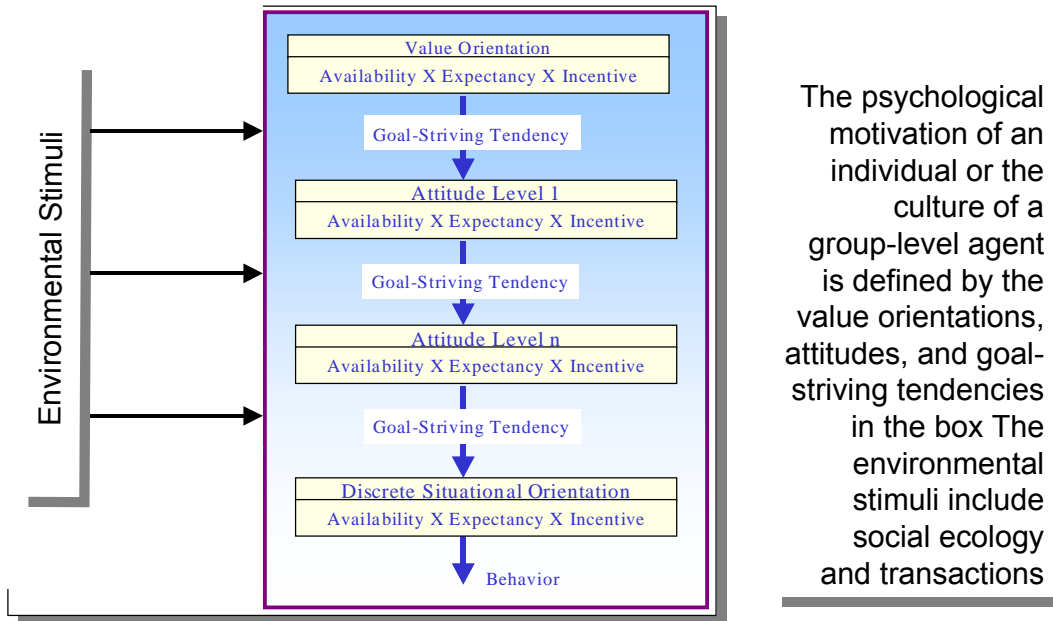 Environmental Stimuli
Value Orientation
Availability X Expectancy X Incentive
Goal-Striving Tendency
Attitude Level 1
Availability X Expectancy X Incentive
Goal-Striving Tendency
Attitude Level n
Availability X Expectancy X Incentive
Goal-Striving Tendency
Discrete Situational Orientation
Availability X Expectancy X Incentive
Behavior
The psychological
motivation of an
individual or the
culture of a
group-level agent
is defined by the
value orientations,
attitudes, and goal-
striving tendencies
in the box The
environmental
stimuli include
social ecology
and transactions